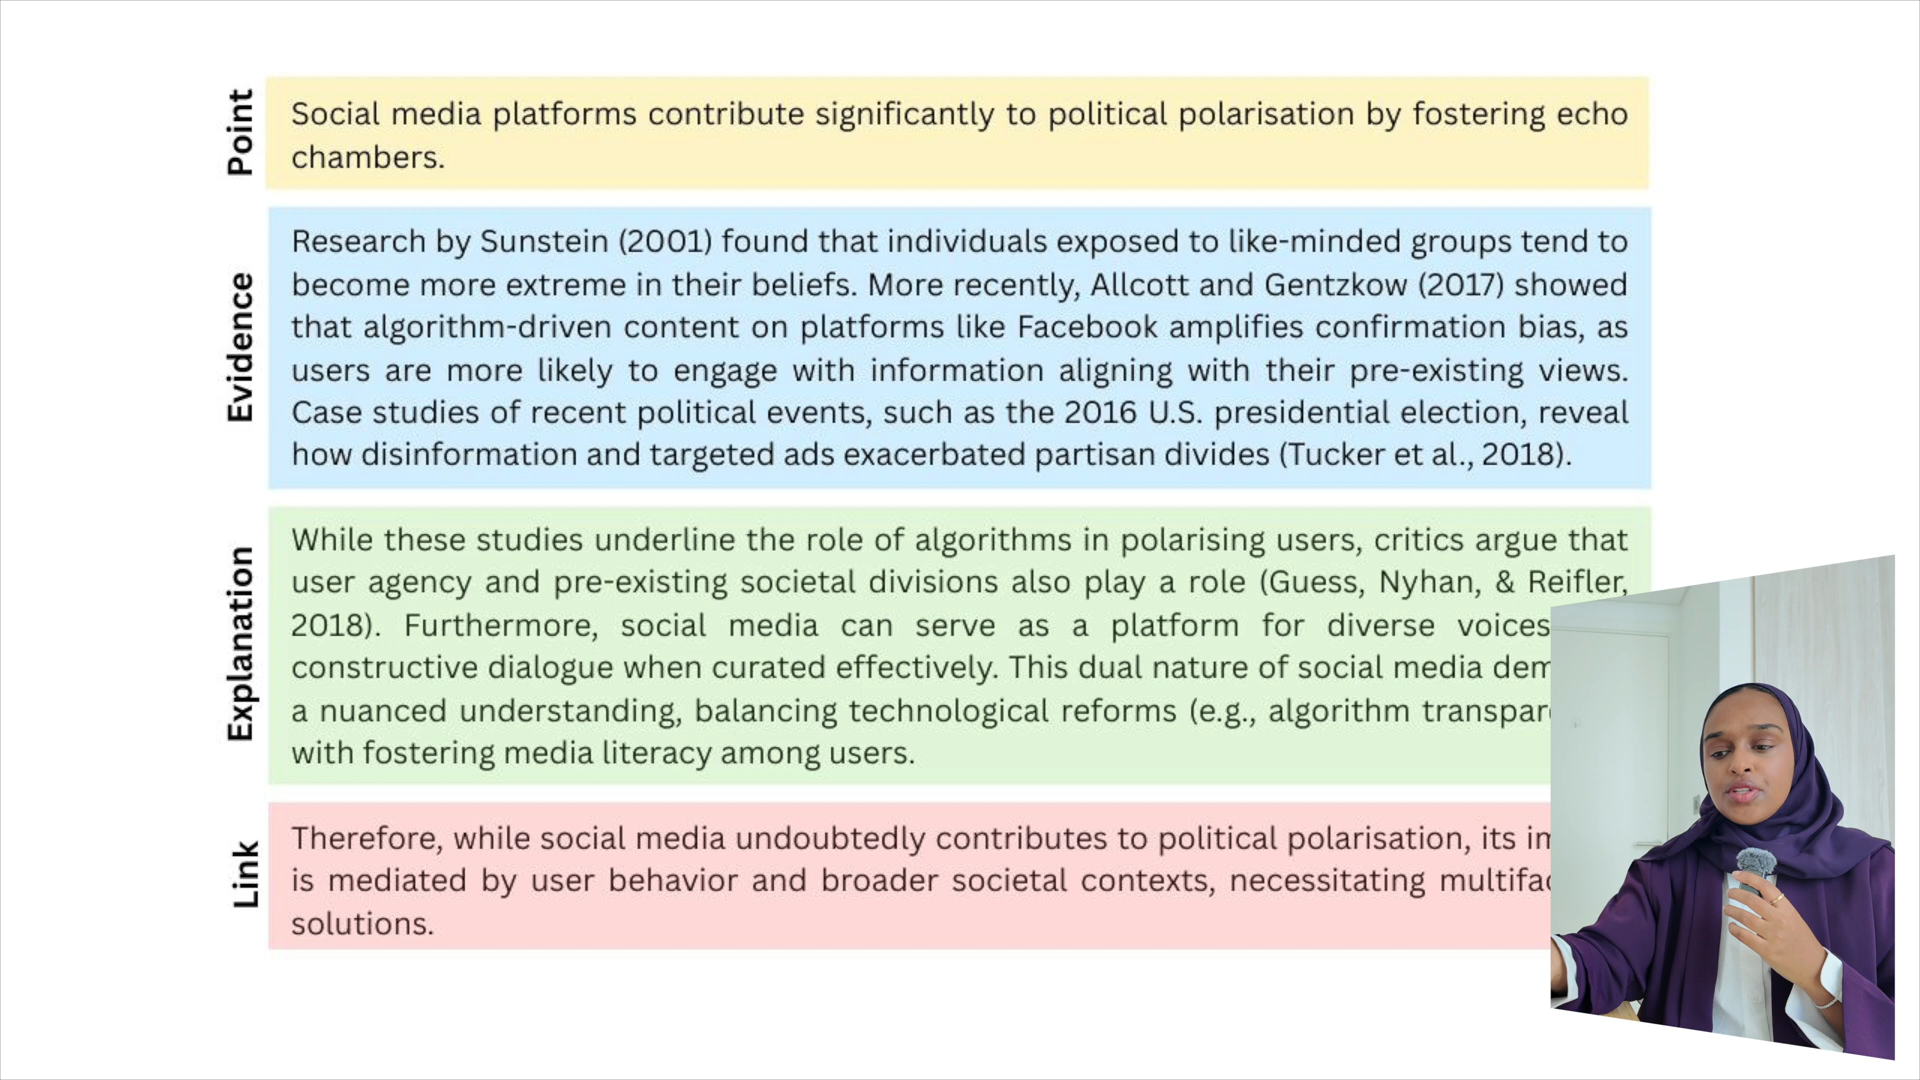 Point
Social media platforms contribute significantly to political polarisation by fostering echo
chambers.
Evidence
Research by Sunstein (2001) found that individuals exposed to like-minded groups tend to
become more extreme in their beliefs. More recently, Allcott and Gentzkow (2017) showed
that algorithm-driven content on platforms like Facebook amplifies confirmation bias, as
users are more likely to engage with information aligning with their pre-existing views.
Case studies of recent political events, such as the 2016 U.S. presidential election, reveal
how disinformation and targeted ads exacerbated partisan divides (Tucker et al., 2018).
Explanation
While these studies underline the role of algorithms in polarising users, critics argue that
user agency and pre-existing societal divisions also play a role (Guess, Nyhan, & Reifler,
2018). Furthermore, social media can serve as a platform for diverse voices
constructive dialogue when curated effectively. This dual nature of social media
a nuanced understanding, balancing technological reforms (e.g., algorithm
with fostering media literacy among users.
Link
Therefore, while social media undoubtedly contributes to political polarisation, its
is mediated by user behavior and broader societal contexts, necessitating
solutions.